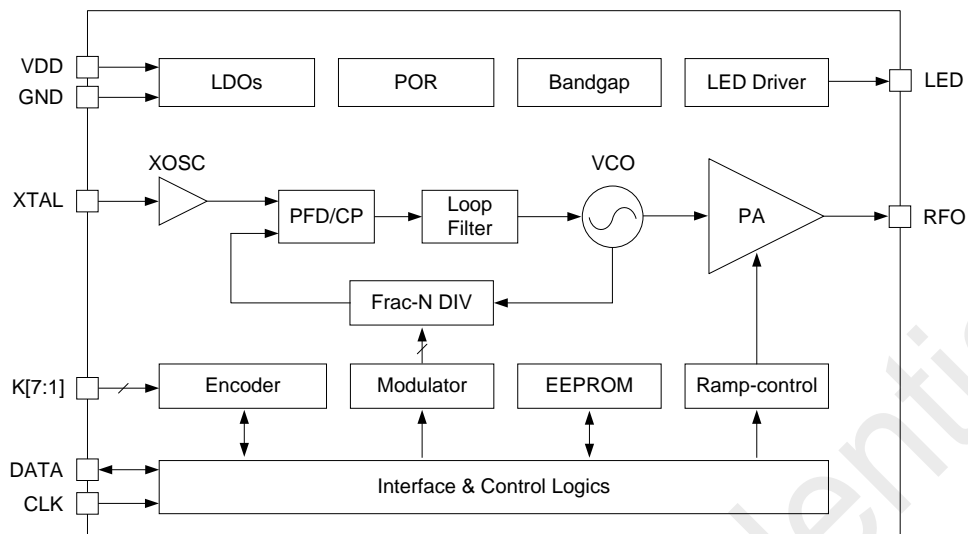 VDD
GND
LDOs
POR
Bandgap
LED Driver
LED
XOSC
VCO
XTAL
PFD/CP
Loop
Filter
PA
RFO
Frac-N DIV
K[7:1]
Encoder
Modulator
EEPROM
Ramp-control
DATA
CLK
Interface & Control Logics